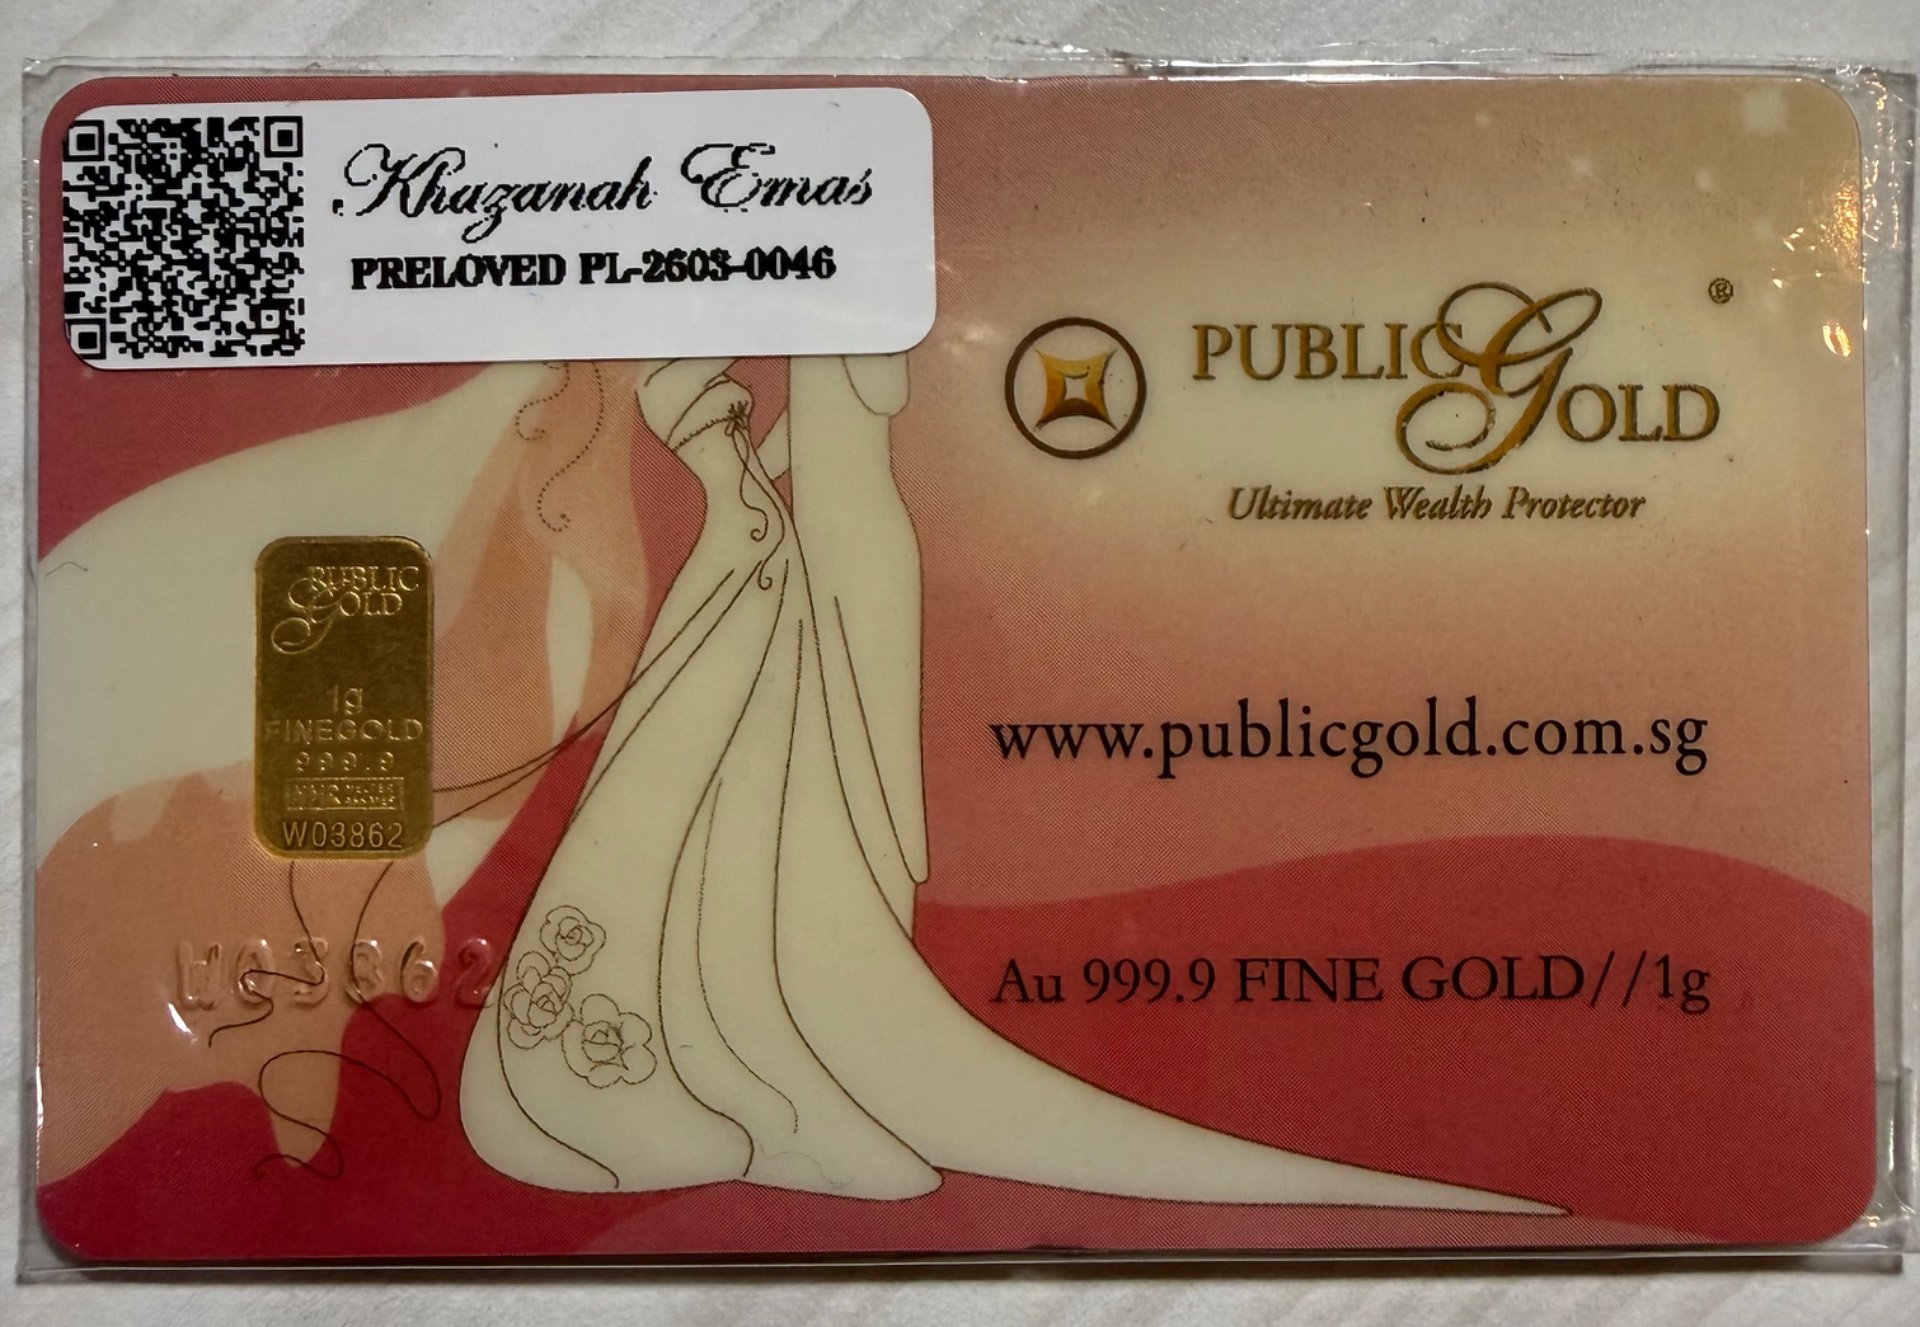 Khazanah Emas
PRELOVED PL-2603-0046
PUBLIC GOLD
®
Ultimate Wealth Protector
PUBLIC
GOLD
1g
FINEGOLD
999.9
W03862
www.publicgold.com.sg
W03862
Au 999.9 FINE GOLD//1g